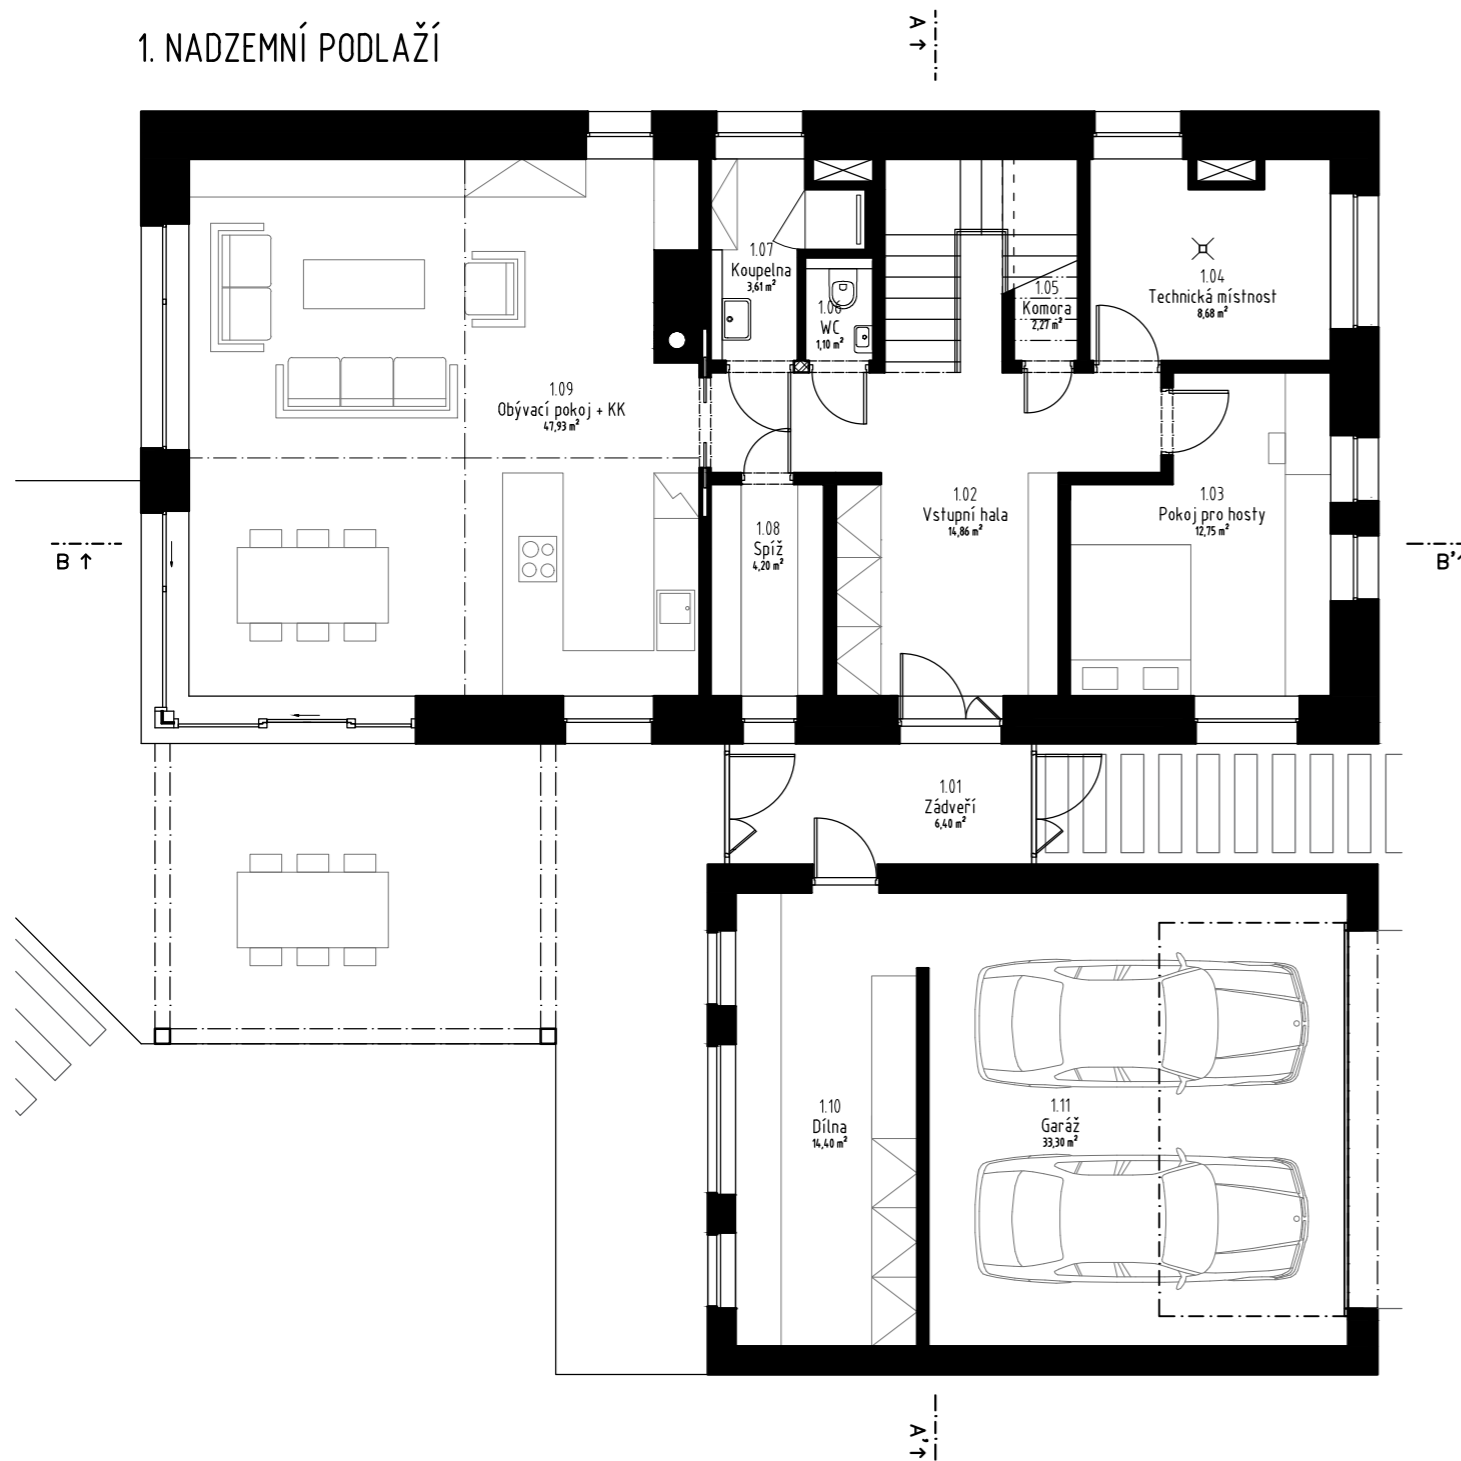 1. NADZEMNÍ PODLAŽÍ
A
1.07
Koupelna
3,61 m²
1.06
WC
1,10 m²
1.05
Komora
2,27 m²
1.04
Technická místnost
8,68 m²
1.09
Obývací pokoj + KK
47,93 m²
1.08
Spíž
4,20 m²
1.02
Vstupní hala
14,86 m²
1.03
Pokoj pro hosty
12,75 m²
B
B'
1.01
Zádveří
6,40 m²
1.10
Dílna
14,40 m²
1.11
Garáž
33,30 m²
A'